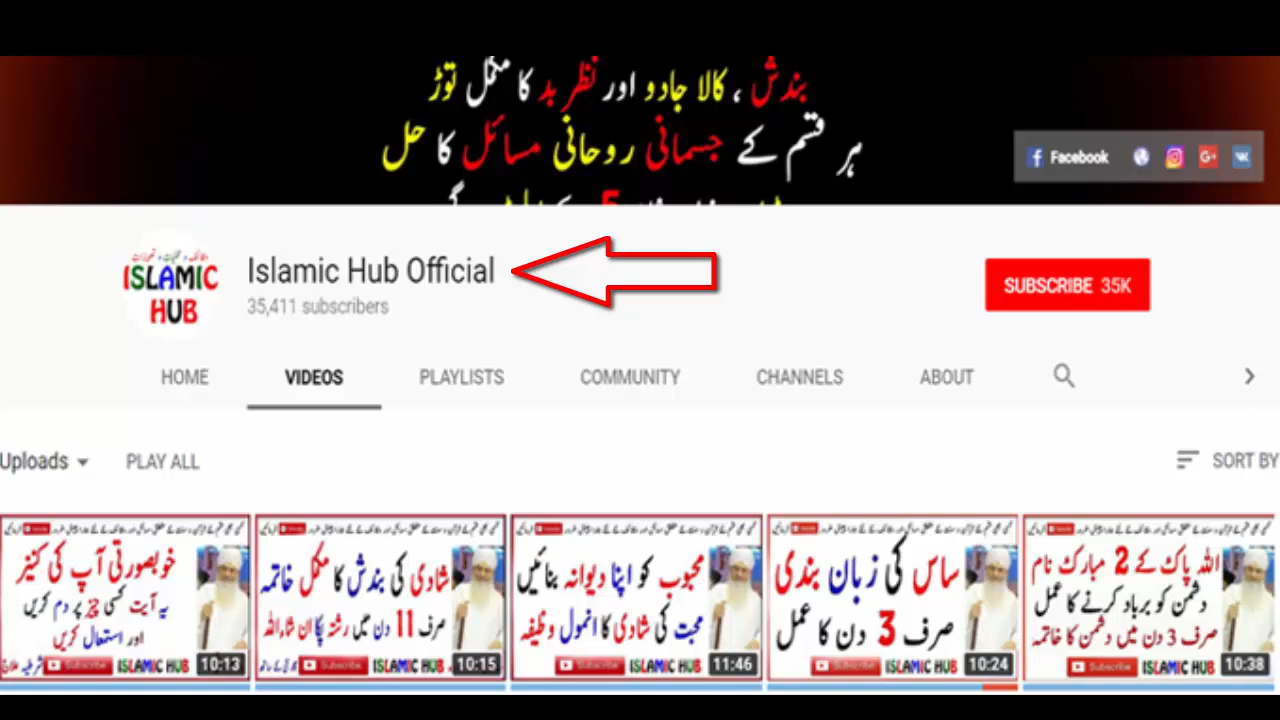 بندش ، کالا جادو اور نظر بد کا مکمل توڑ
ہر قسم کے جسمانی روحانی مسائل کا حل
Facebook
ISLAMIC
HUB
Islamic Hub Official
35,411 subscribers
SUBSCRIBE 35K
HOME
VIDEOS
PLAYLISTS
COMMUNITY
CHANNELS
ABOUT
Uploads
PLAY ALL
SORT BY
خوبصورتی آپ کی کنیز
یہ آیت کسی چیز پر دم کریں
اور استعمال کریں
Subscribe
ISLAMIC HUB
10:13
شادی کی بندش کا مکمل خاتمہ
صرف 11 دن میں رشتہ پکا ان شاءاللہ
Subscribe
ISLAMIC HUB
10:15
محبوب کو اپنا دیوانہ بنائیں
محبت کی شادی کا انمول وظیفہ
Subscribe
ISLAMIC HUB
11:46
ساس کی زبان بندی
صرف 3 دن کا عمل
Subscribe
ISLAMIC HUB
10:24
اللہ پاک کے 2 مبارک نام
دشمن کو برباد کرنے کا عمل
صرف 3 دن میں دشمن کا خاتمہ
Subscribe
ISLAMIC HUB
10:38